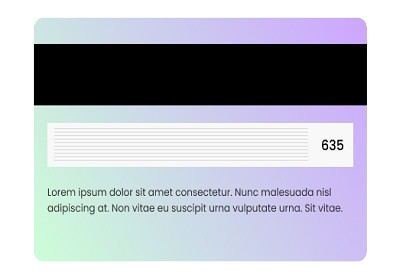 635
Lorem ipsum dolor sit amet consectetur. Nunc malesuada nisl
adipiscing at. Non vitae eu suscipit urna vulputate urna. Sit vitae.